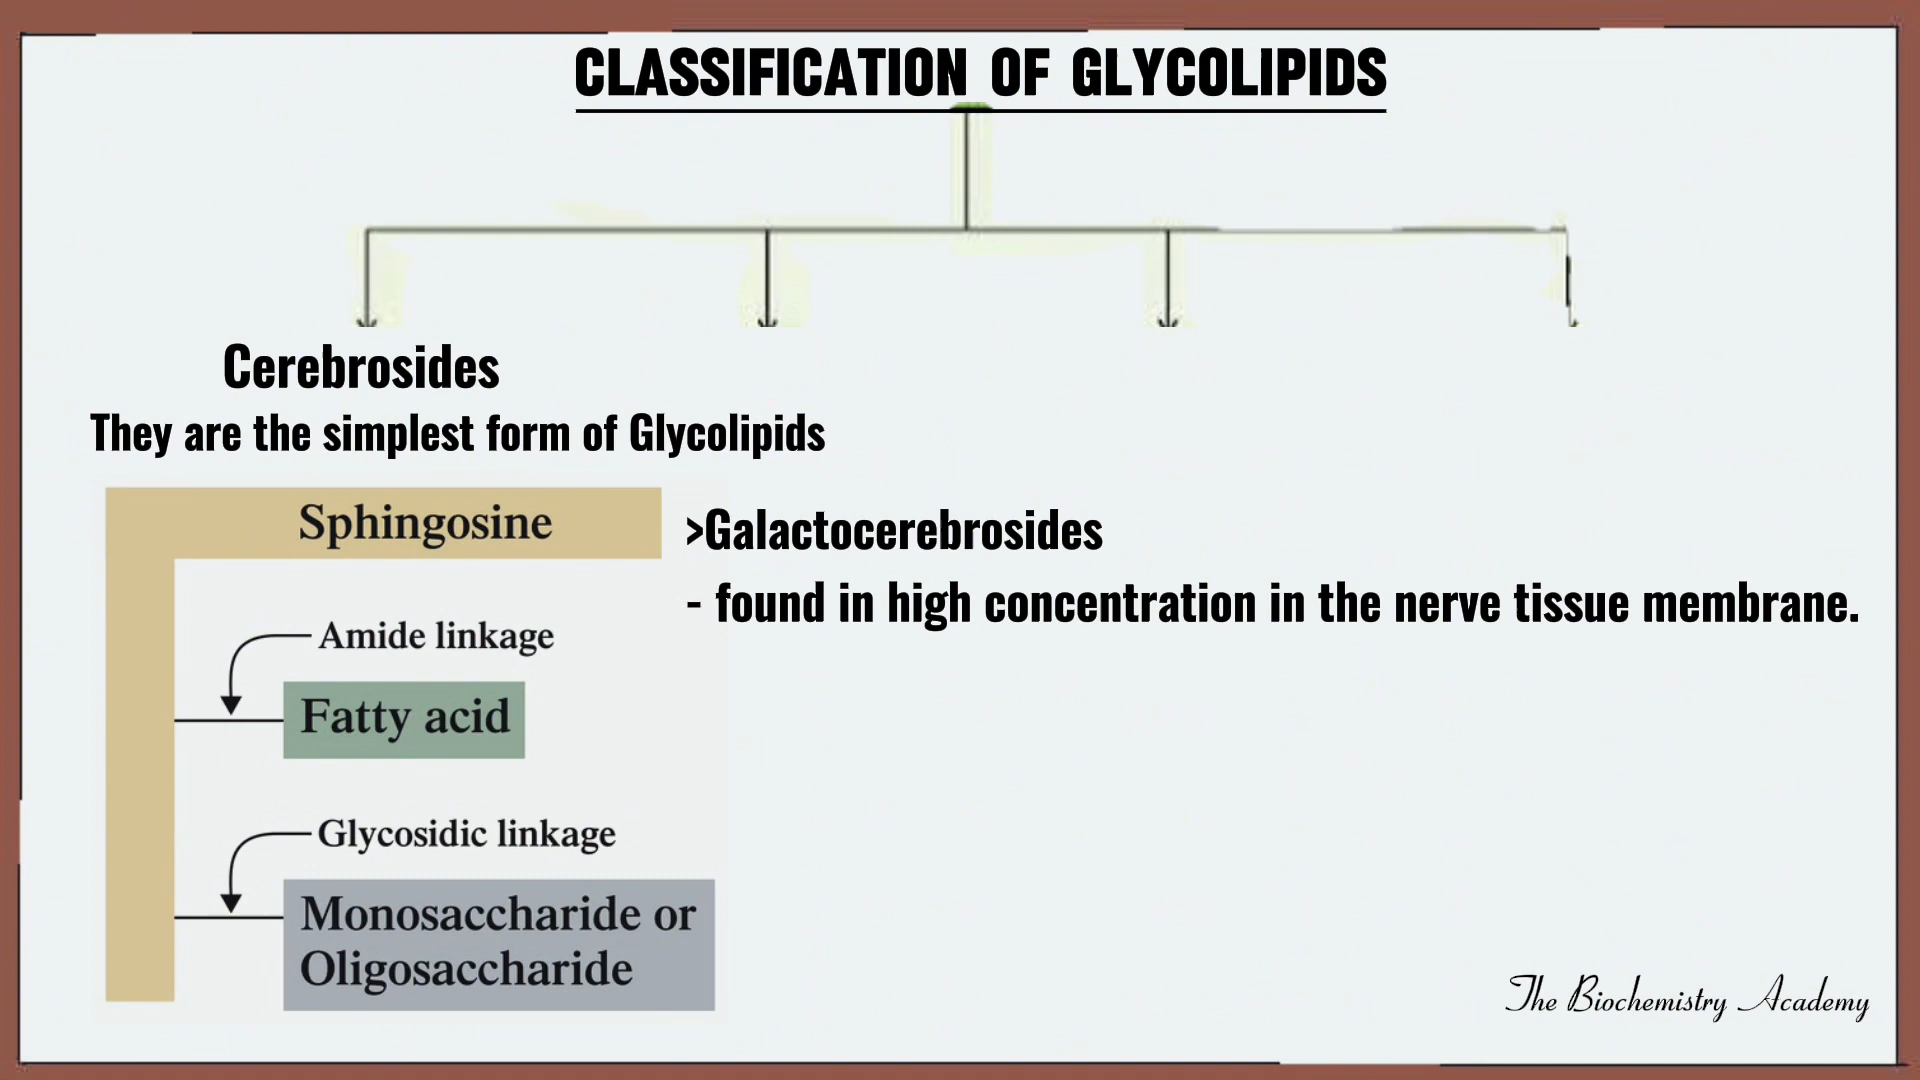 CLASSIFICATION OF GLYCOLIPIDS
Cerebrosides
They are the simplest form of Glycolipids
Sphingosine
>Galactocerebrosides
- found in high concentration in the nerve tissue membrane.
Amide linkage
Fatty acid
Glycosidic linkage
Monosaccharide or
Oligosaccharide
The Biochemistry Academy